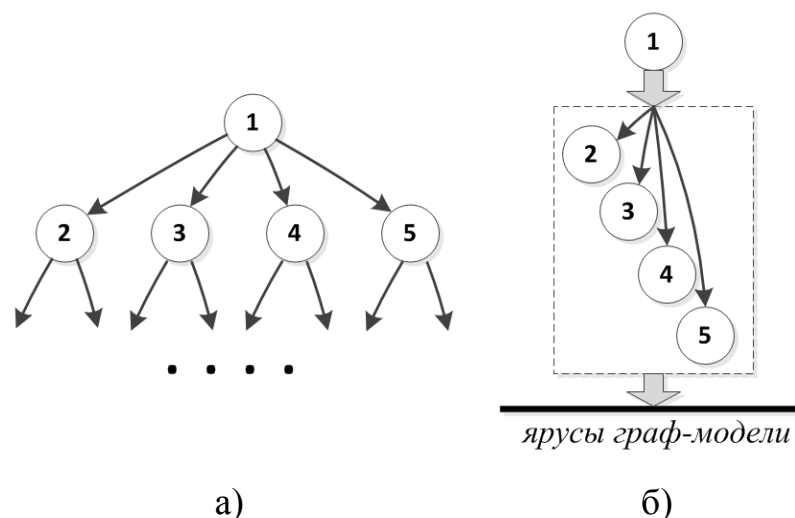 1
2 3 4 5
. . . .
а)
1
2
3
4
5
ярусы граф-модели
б)